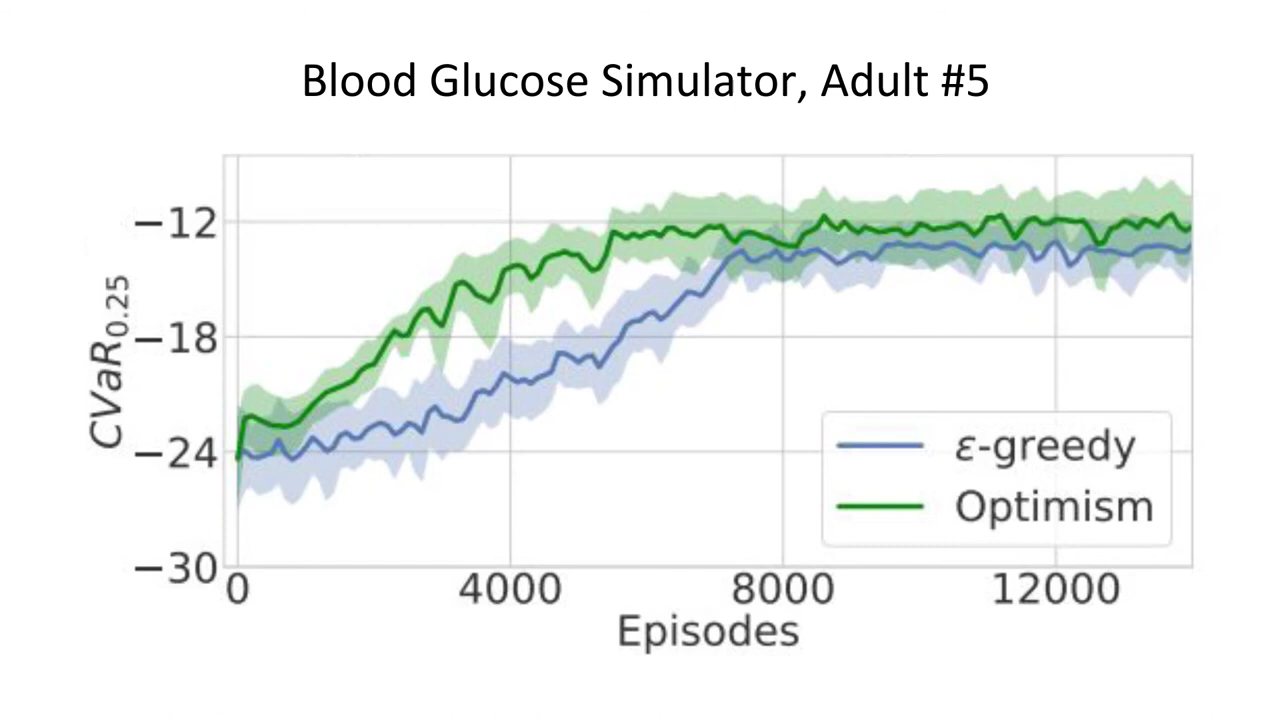 Blood Glucose Simulator, Adult #5
CVaR0.25
−12
−18
−24
−30
0 4000 8000 12000
Episodes
ε-greedy
Optimism